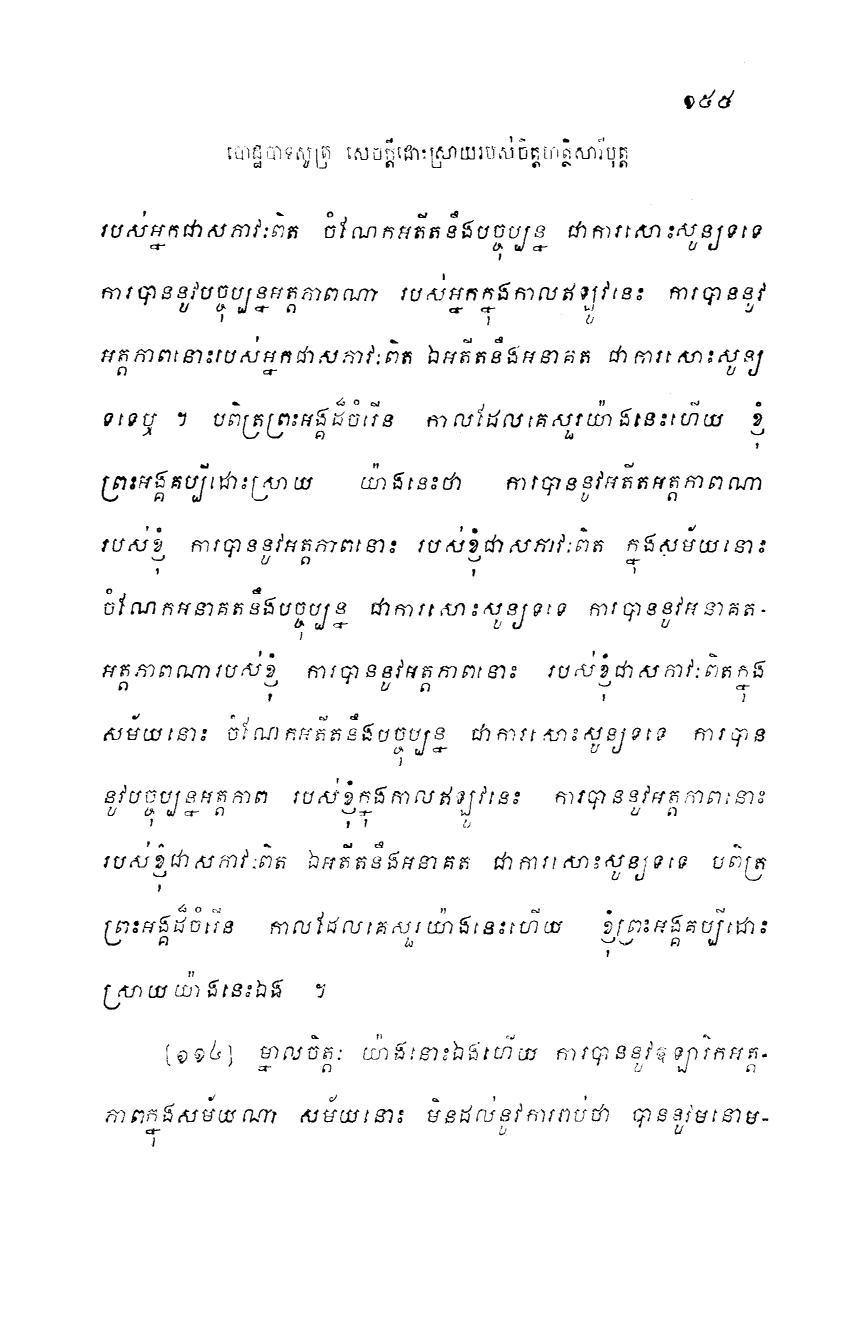 ១៥៥
បោដ្ឋបាទសូត្រ សេចក្តីដោះស្រាយរបស់ចិត្តហត្ថិសារីបុត្ត
របស់អ្នកជាសភាវៈពិត ចំណែកអតីតនឹងបច្ចុប្បន្ន ជាការសោះសូន្យទទេ
ការបាននូវបច្ចុប្បន្នអត្តភាពណា របស់អ្នកក្នុងកាលឥឡូវនេះ ការបាននូវ
អត្តភាពនោះរបស់អ្នកជាសភាវៈពិត ឯអតីតនឹងអនាគត ជាការសោះសូន្យ
ទទេឬ ។ បពិត្រព្រះអង្គដ៏ចំរើន កាលដែលគេសួរយ៉ាងនេះហើយ ខ្ញុំ
ព្រះអង្គគប្បីដោះស្រាយ យ៉ាងនេះថា ការបាននូវអតីតអត្តភាពណា
របស់ខ្ញុំ ការបាននូវអត្តភាពនោះ របស់ខ្ញុំជាសភាវៈពិត ក្នុងសម័យនោះ
ចំណែកអនាគតនឹងបច្ចុប្បន្ន ជាការសោះសូន្យទទេ ការបាននូវអនាគត-
អត្តភាពណារបស់ខ្ញុំ ការបាននូវអត្តភាពនោះ របស់ខ្ញុំជាសភាវៈពិតក្នុង
សម័យនោះ ចំណែកអតីតនឹងបច្ចុប្បន្ន ជាការសោះសូន្យទទេ ការបាន
នូវបច្ចុប្បន្នអត្តភាព របស់ខ្ញុំក្នុងកាលឥឡូវនេះ ការបាននូវអត្តភាពនោះ
របស់ខ្ញុំជាសភាវៈពិត ឯអតីតនឹងអនាគត ជាការសោះសូន្យទទេ បពិត្រ
ព្រះអង្គដ៏ចំរើន កាលដែលគេសួរយ៉ាងនេះហើយ ខ្ញុំព្រះអង្គគប្បីដោះ
ស្រាយយ៉ាងនេះឯង ។
[១១៤] ម្នាលចិត្តៈ យ៉ាងនោះឯងហើយ ការបាននូវឱឡារិកអត្ត-
ភាពក្នុងសម័យណា សម័យនោះ មិនដល់នូវការរាប់ថា បាននូវមនោម-